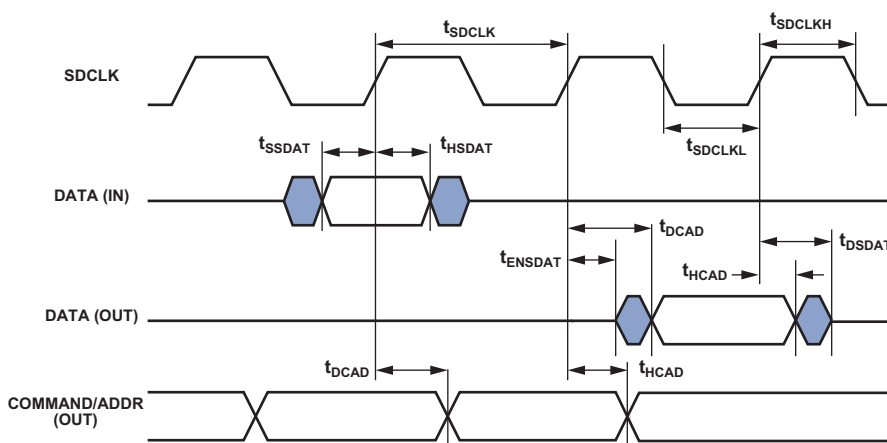 tSDCLK
tSDCLKH
SDCLK
tSSDAT
tHSDAT
tSDCLKL
DATA (IN)
tDCAD
tENSDAT
tHCAD
tDSDAT
DATA (OUT)
tDCAD
tHCAD
COMMAND/ADDR
(OUT)